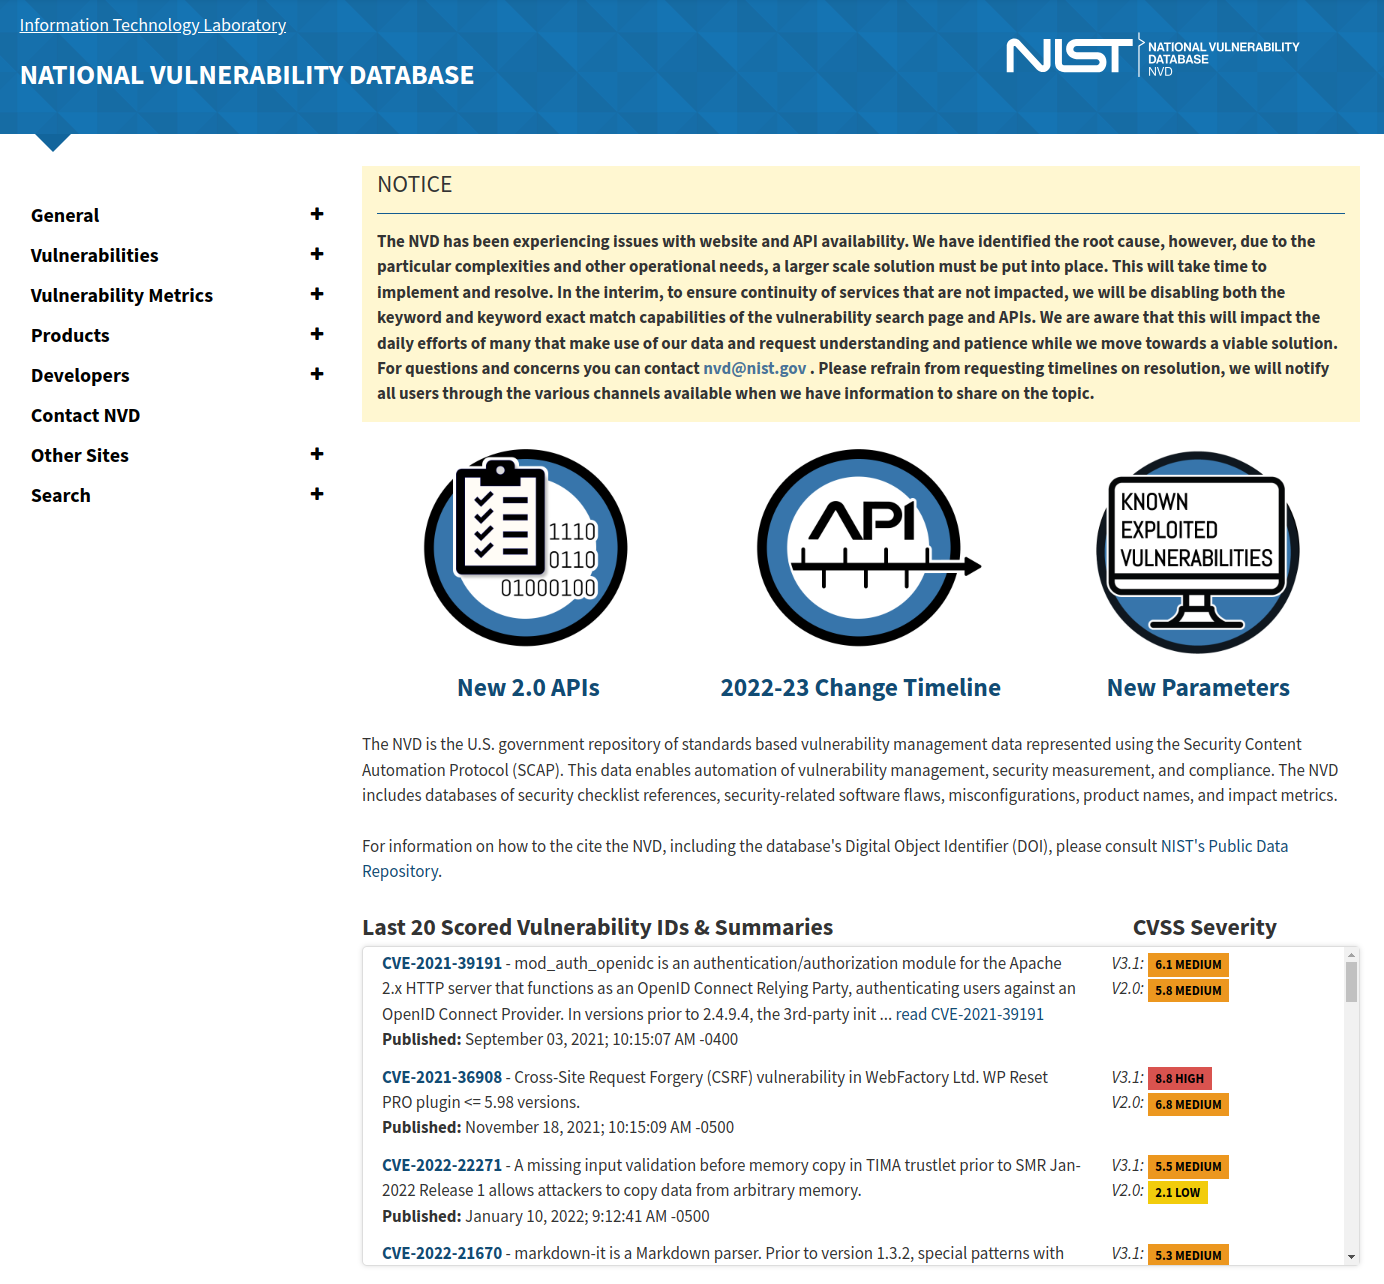 Information Technology Laboratory
NATIONAL VULNERABILITY DATABASE
NIST
NATIONAL VULNERABILITY
DATABASE
NVD
General
Vulnerabilities
Vulnerability Metrics
Products
Developers
Contact NVD
Other Sites
Search
NOTICE
The NVD has been experiencing issues with website and API availability. We have identified the root cause, however, due to the
particular complexities and other operational needs, a larger scale solution must be put into place. This will take time to
implement and resolve. In the interim, to ensure continuity of services that are not impacted, we will be disabling both the
keyword and keyword exact match capabilities of the vulnerability search page and APIs. We are aware that this will impact the
daily efforts of many that make use of our data and request understanding and patience while we move towards a viable solution.
For questions and concerns you can contact nvd@nist.gov . Please refrain from requesting timelines on resolution, we will notify
all users through the various channels available when we have information to share on the topic.
1110
0110
01000100
API
KNOWN
EXPLOITED
VULNERABILITIES
New 2.0 APIs
2022-23 Change Timeline
New Parameters
The NVD is the U.S. government repository of standards based vulnerability management data represented using the Security Content
Automation Protocol (SCAP). This data enables automation of vulnerability management, security measurement, and compliance. The NVD
includes databases of security checklist references, security-related software flaws, misconfigurations, product names, and impact metrics.
For information on how to the cite the NVD, including the database's Digital Object Identifier (DOI), please consult NIST's Public Data
Repository.
Last 20 Scored Vulnerability IDs & Summaries
CVSS Severity
CVE-2021-39191 - mod_auth_openidc is an authentication/authorization module for the Apache
2.x HTTP server that functions as an OpenID Connect Relying Party, authenticating users against an
OpenID Connect Provider. In versions prior to 2.4.9.4, the 3rd-party init ... read CVE-2021-39191
Published: September 03, 2021; 10:15:07 AM -0400
V3.1: 6.1 MEDIUM
V2.0: 5.8 MEDIUM
CVE-2021-36908 - Cross-Site Request Forgery (CSRF) vulnerability in WebFactory Ltd. WP Reset
PRO plugin <= 5.98 versions.
Published: November 18, 2021; 10:15:09 AM -0500
V3.1: 8.8 HIGH
V2.0: 6.8 MEDIUM
CVE-2022-22271 - A missing input validation before memory copy in TIMA trustlet prior to SMR Jan-
2022 Release 1 allows attackers to copy data from arbitrary memory.
Published: January 10, 2022; 9:12:41 AM -0500
V3.1: 5.5 MEDIUM
V2.0: 2.1 LOW
CVE-2022-21670 - markdown-it is a Markdown parser. Prior to version 1.3.2, special patterns with
V3.1: 5.3 MEDIUM